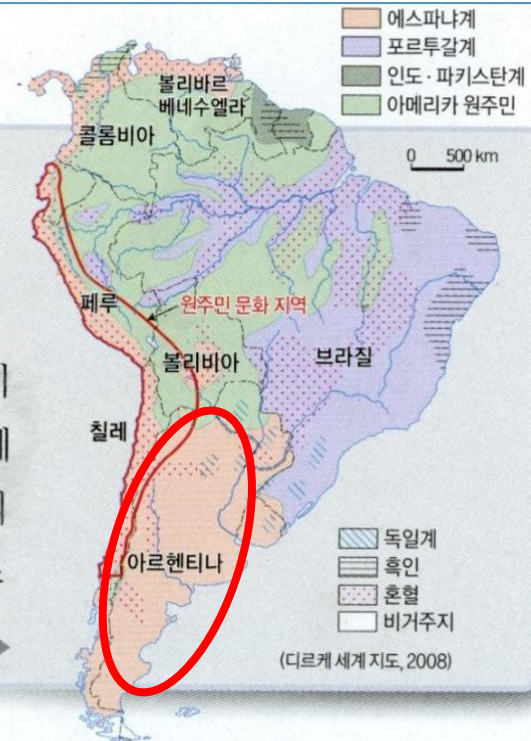 에스파냐계
포르투갈계
인도·파키스탄계
아메리카 원주민
0 500 km
볼리바르
베네수엘라
콜롬비아
페루
원주민 문화 지역
볼리비아
브라질
칠레
아르헨티나
독일계
흑인
혼혈
비거주지
(디르케 세계 지도, 2008)